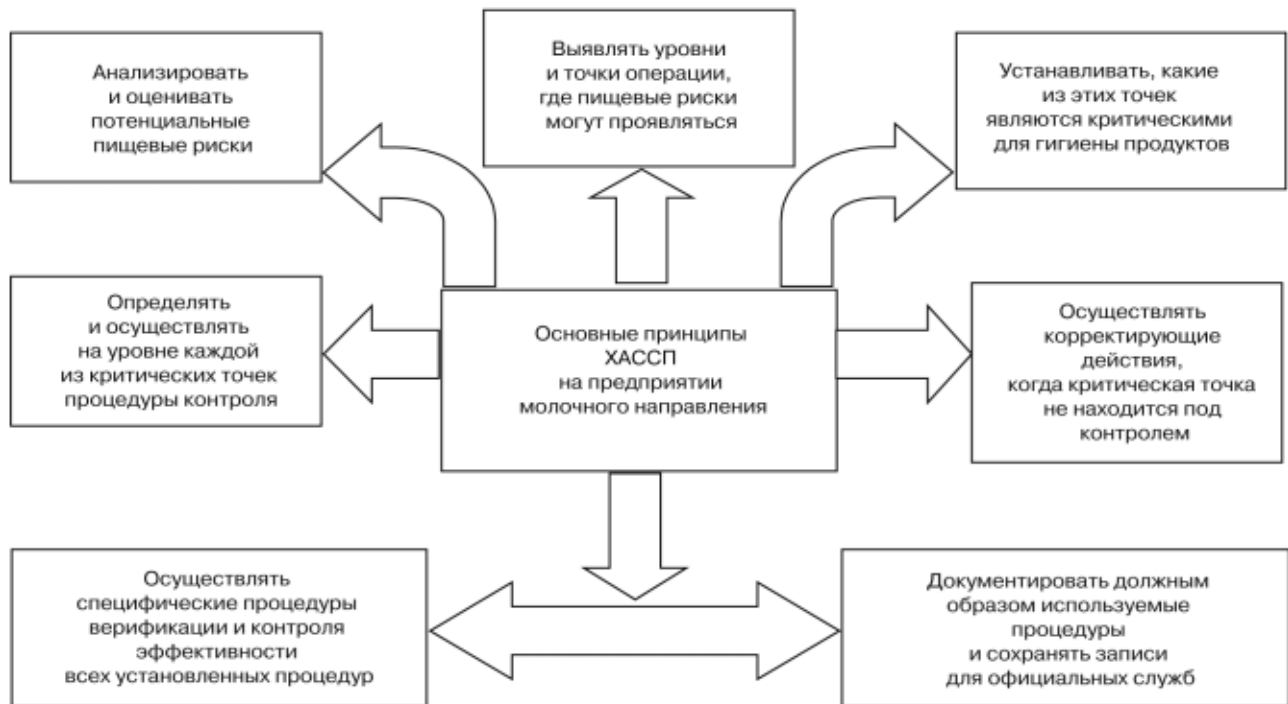 Анализировать
и оценивать
потенциальные
пищевые риски
Выявлять уровни
и точки операции,
где пищевые риски
могут проявляться
Устанавливать, какие
из этих точек
являются критическими
для гигиены продуктов
Определять
и осуществлять
на уровне каждой
из критических точек
процедуры контроля
Основные принципы
ХАССП
на предприятии
молочного направления
Осуществлять
корректирующие
действия,
когда критическая точка
не находится под
контролем
Осуществлять
специфические процедуры
верификации и контроля
эффективности
всех установленных процедур
Документировать должным
образом используемые
процедуры
и сохранять записи
для официальных служб